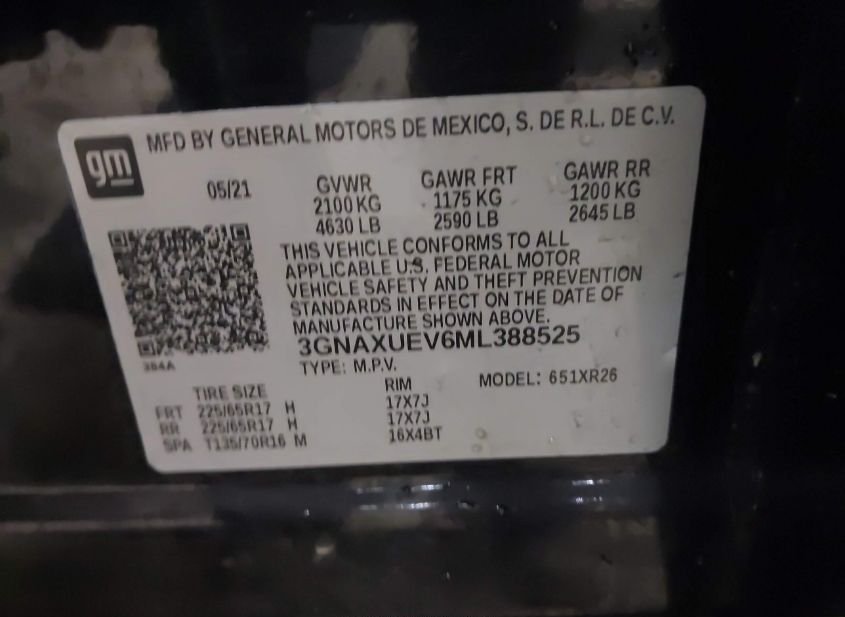 gm
MFD BY GENERAL MOTORS DE MEXICO, S. DE R.L. DE C.V.
05/21 GVWR GAWR FRT GAWR RR
2100 KG 1175 KG 1200 KG
4630 LB 2590 LB 2645 LB
THIS VEHICLE CONFORMS TO ALL
APPLICABLE U.S. FEDERAL MOTOR
VEHICLE SAFETY AND THEFT PREVENTION
STANDARDS IN EFFECT ON THE DATE OF
MANUFACTURE SHOWN ABOVE.
3GNAXUEV6ML388525
384A
TYPE: M.P.V.
TIRE SIZE RIM MODEL: 651XR26
FRT 225/65R17 H 17X7J
RR 225/65R17 H 17X7J
SPA T135/70R16 M 16X4BT